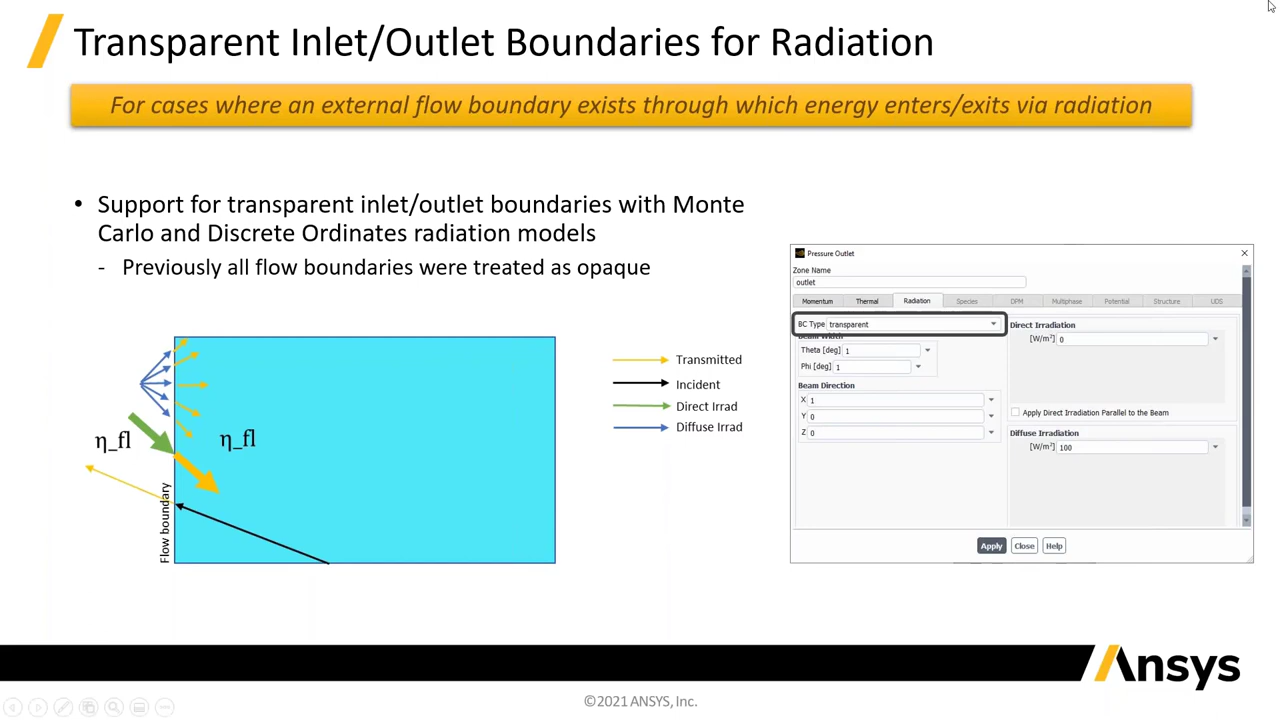 Transparent Inlet/Outlet Boundaries for Radiation
For cases where an external flow boundary exists through which energy enters/exits via radiation
• Support for transparent inlet/outlet boundaries with Monte
Carlo and Discrete Ordinates radiation models
- Previously all flow boundaries were treated as opaque
η_fl
η_fl
Flow boundary
Transmitted
Incident
Direct Irrad
Diffuse Irrad
Pressure Outlet
Zone Name
outlet
Momentum Thermal Radiation Species DPM Multiphase Potential Structure UDS
BC Type transparent
Beam Width
Theta [deg] 1
Phi [deg] 1
Beam Direction
X 1
Y 0
Z 0
Direct Irradiation
[W/m²] 0
Apply Direct Irradiation Parallel to the Beam
Diffuse Irradiation
[W/m²] 100
Apply Close Help
Ansys
©2021 ANSYS, Inc.